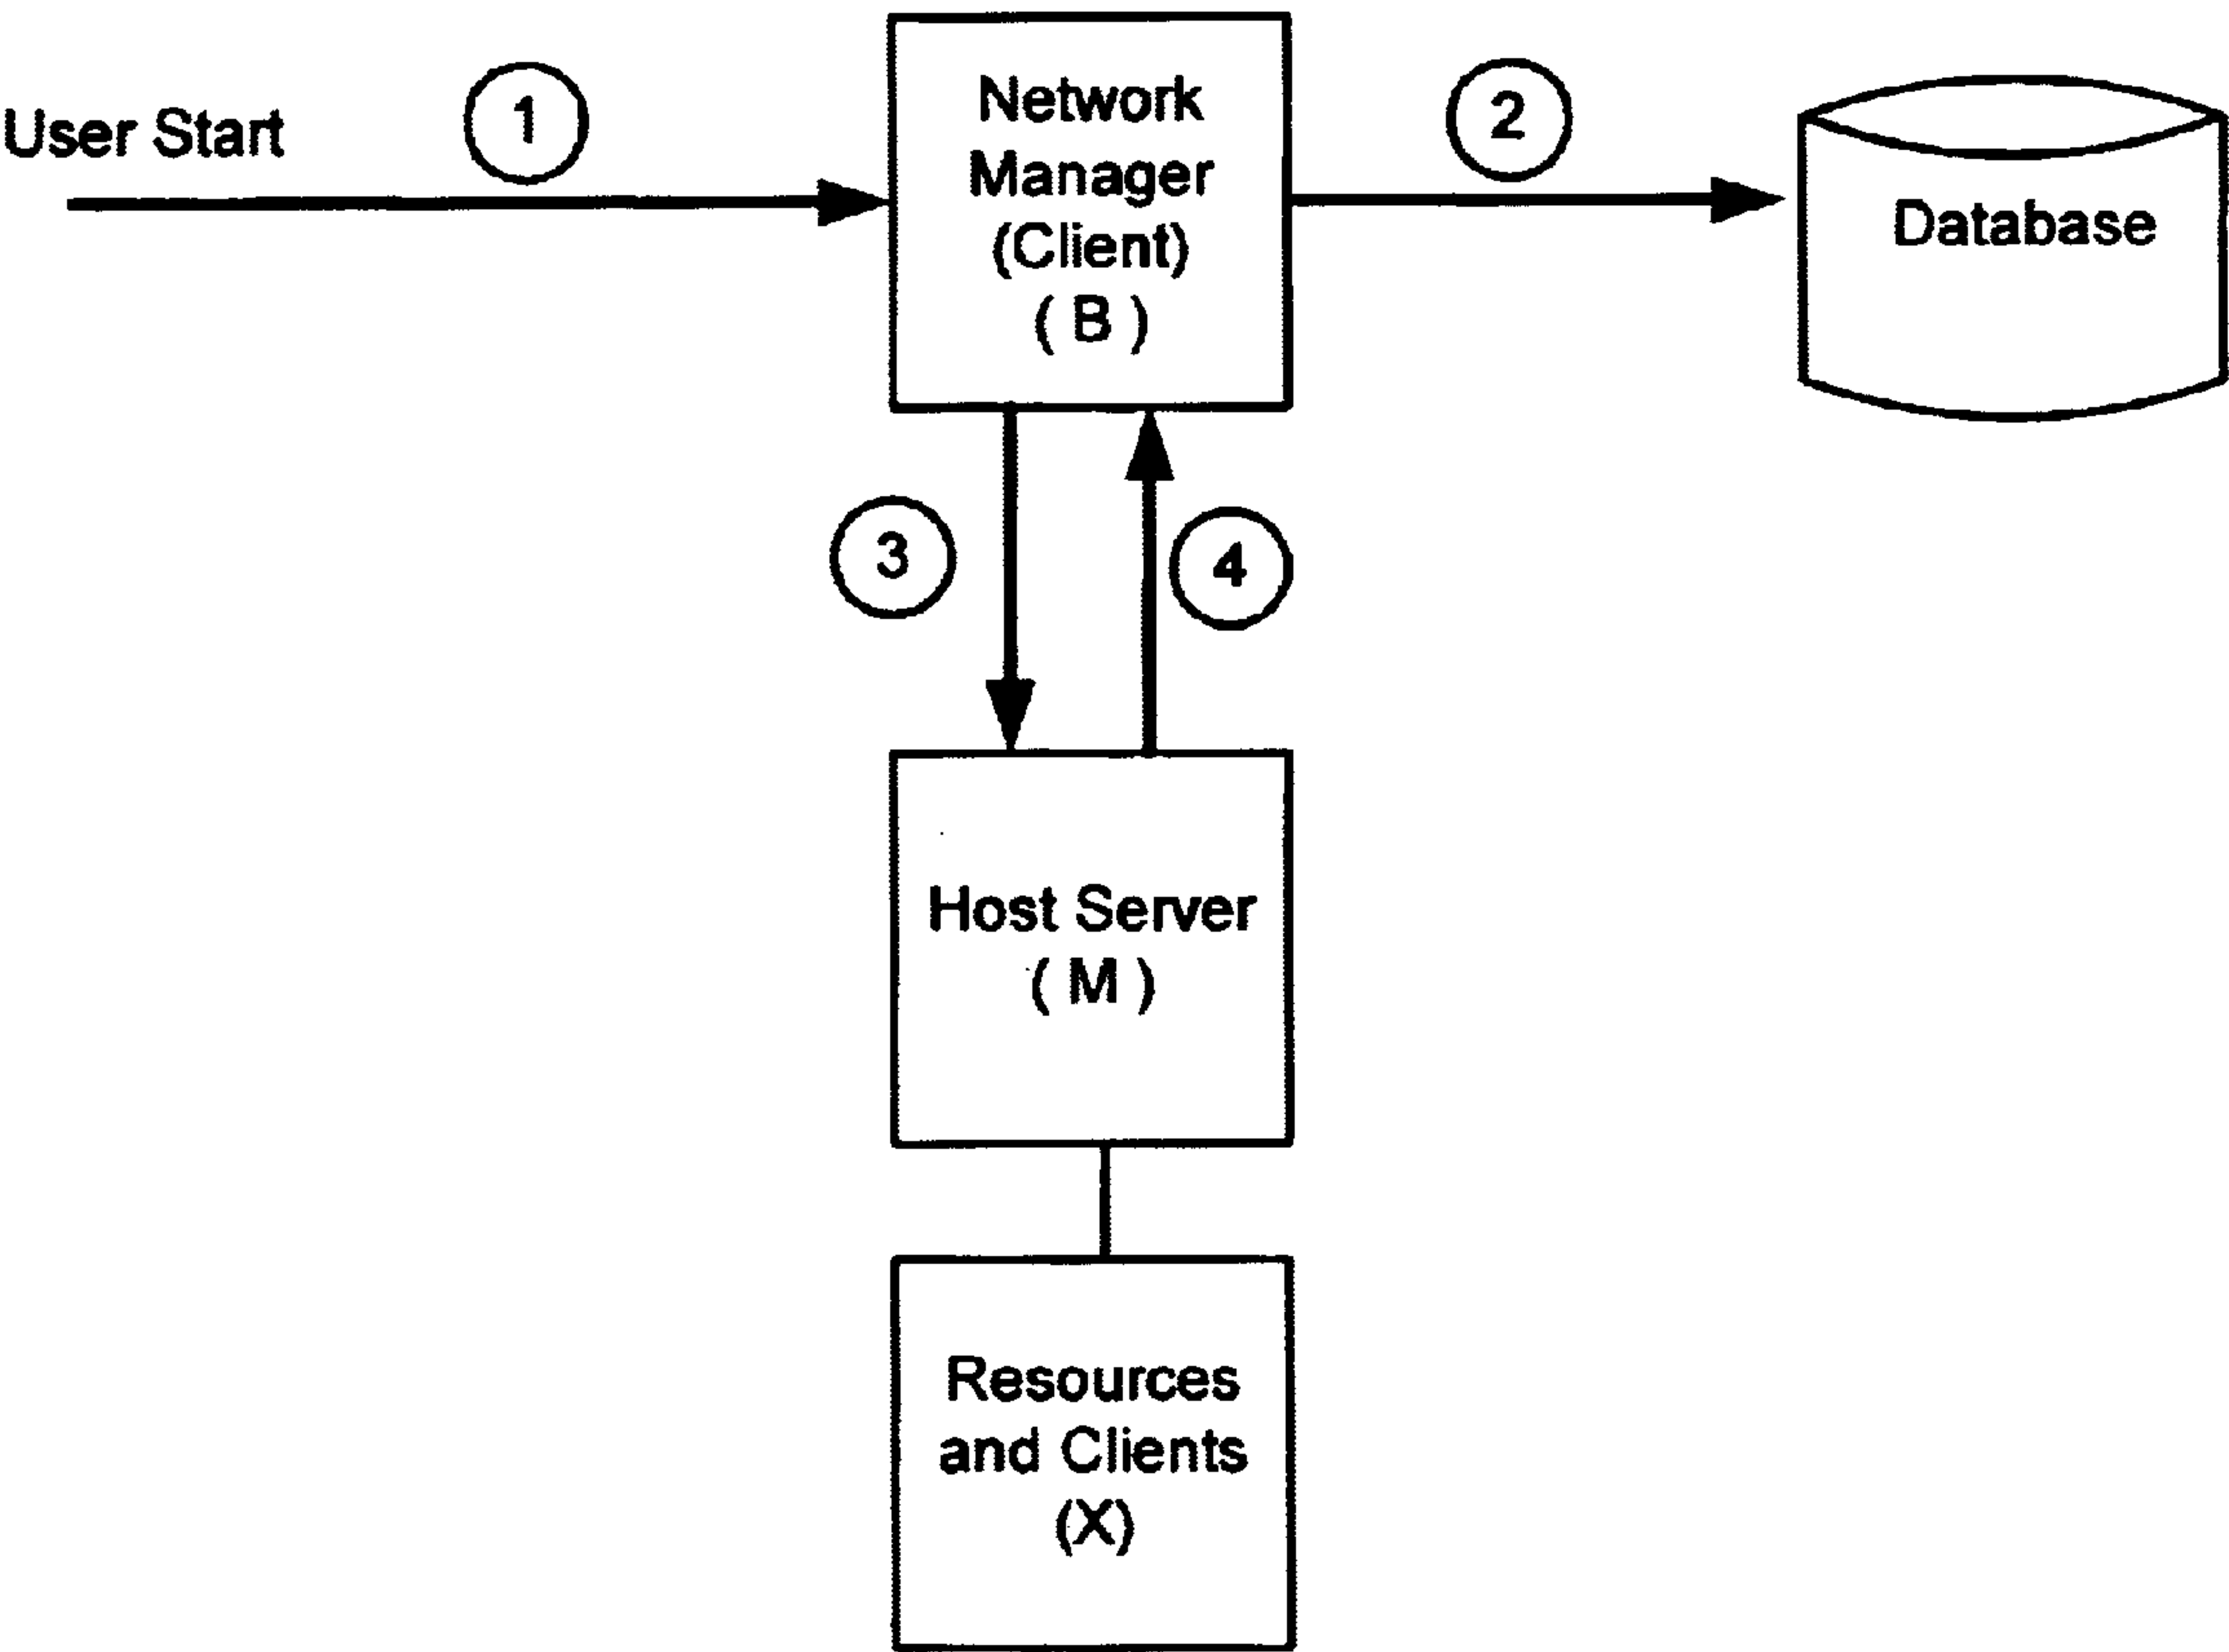 User Start
1
Network
Manager
(Client)
( B )
2
Database
3
4
Host Server
( M )
Resources
and Clients
(X)